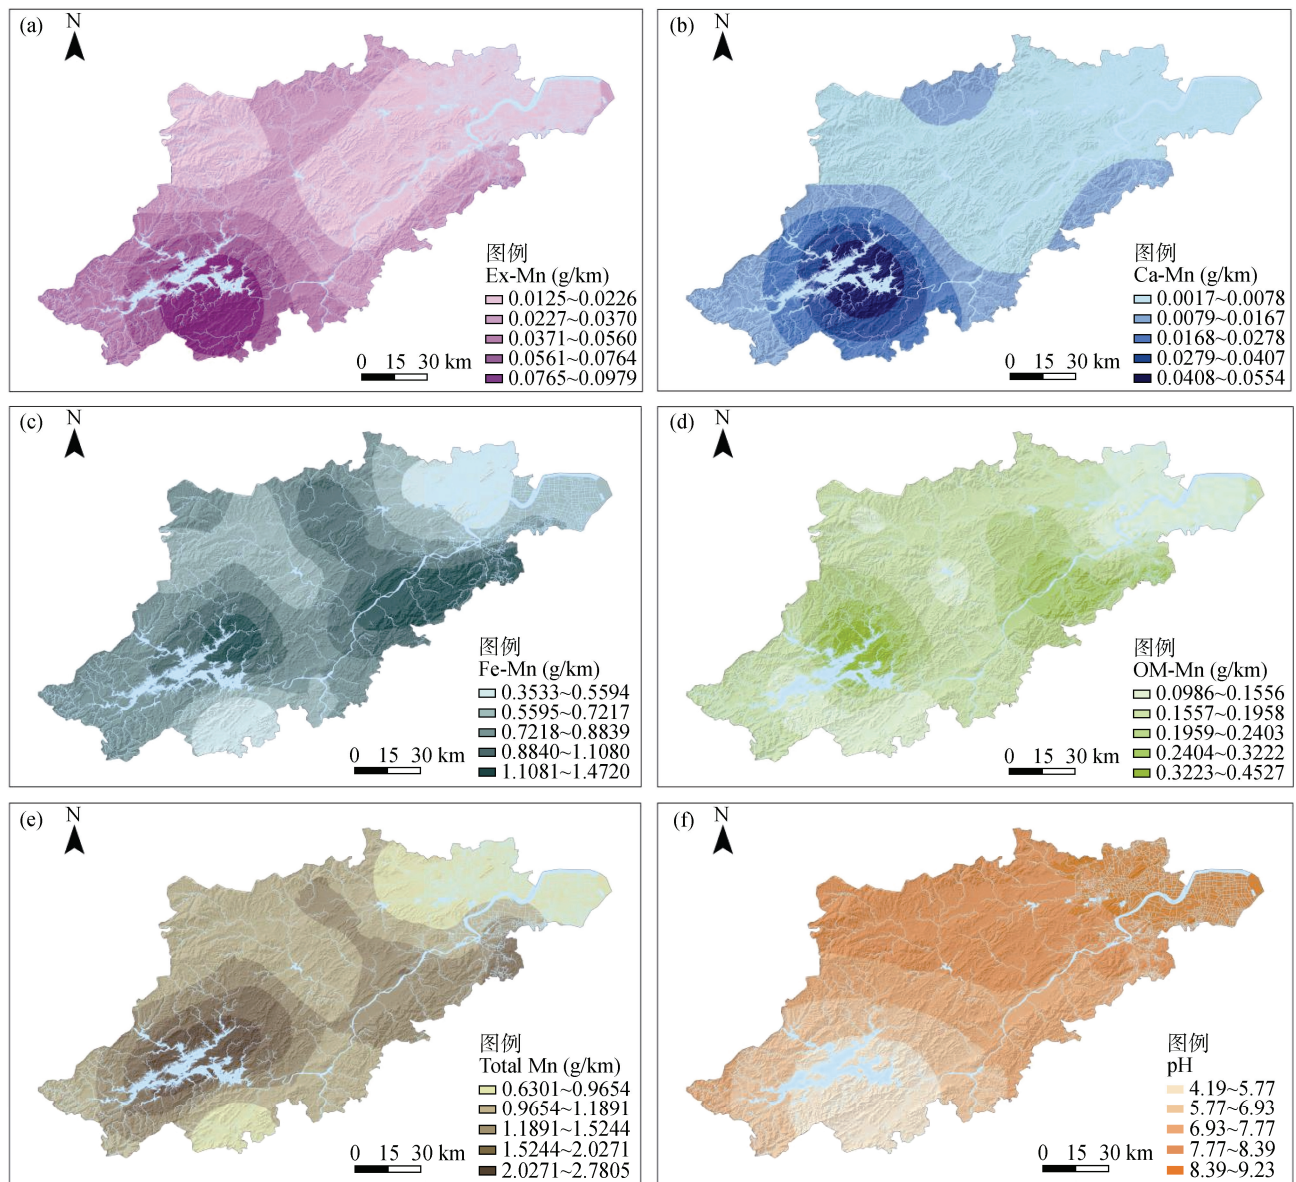 (a)
N
图例
Ex-Mn (g/km)
0.0125~0.0226
0.0227~0.0370
0.0371~0.0560
0.0561~0.0764
0.0765~0.0979
0 15 30 km
(b)
N
图例
Ca-Mn (g/km)
0.0017~0.0078
0.0079~0.0167
0.0168~0.0278
0.0279~0.0407
0.0408~0.0554
0 15 30 km
(c)
N
图例
Fe-Mn (g/km)
0.3533~0.5594
0.5595~0.7217
0.7218~0.8839
0.8840~1.1080
1.1081~1.4720
0 15 30 km
(d)
N
图例
OM-Mn (g/km)
0.0986~0.1556
0.1557~0.1958
0.1959~0.2403
0.2404~0.3222
0.3223~0.4527
0 15 30 km
(e)
N
图例
Total Mn (g/km)
0.6301~0.9654
0.9654~1.1891
1.1891~1.5244
1.5244~2.0271
2.0271~2.7805
0 15 30 km
(f)
N
图例
pH
4.19~5.77
5.77~6.93
6.93~7.77
7.77~8.39
8.39~9.23
0 15 30 km